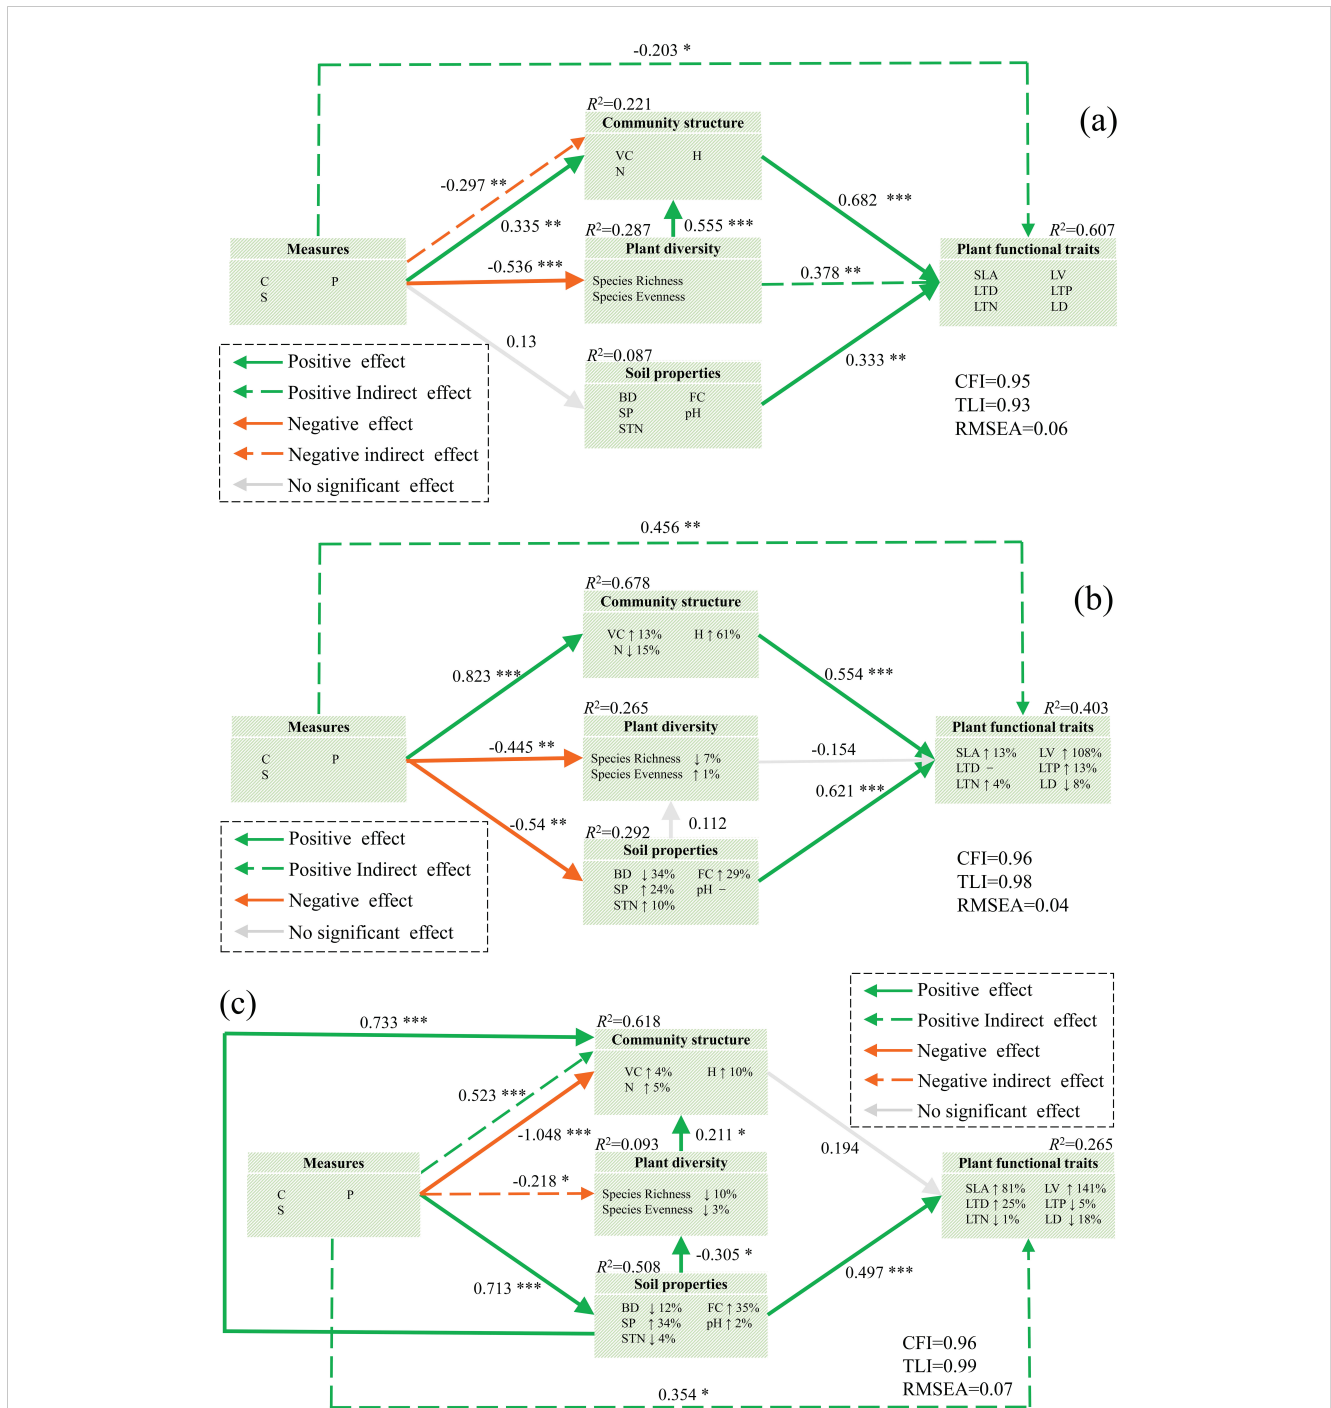 -0.203 *
(a)
R²=0.221
Community structure
VC H
N
-0.297 **
0.335 **
0.682 ***
R²=0.287
0.555 ***
R²=0.607
Measures
C P
S
-0.536 ***
Plant diversity
Species Richness
Species Evenness
0.378 **
Plant functional traits
SLA LV
LTD LTP
LTN LD
0.13
R²=0.087
Soil properties
BD FC
SP pH
STN
0.333 **
Positive effect
Positive Indirect effect
Negative effect
Negative indirect effect
No significant effect
CFI=0.95
TLI=0.93
RMSEA=0.06
0.456 **
(b)
R²=0.678
Community structure
VC ↑ 13% H ↑ 61%
N ↓ 15%
0.823 ***
0.554 ***
R²=0.265
R²=0.403
Measures
C P
S
-0.445 **
Plant diversity
Species Richness ↓ 7%
Species Evenness ↑ 1%
-0.154
Plant functional traits
SLA ↑ 13% LV ↑ 108%
LTD – LTP ↑ 13%
LTN ↑ 4% LD ↓ 8%
0.621 ***
-0.54 **
0.112
R²=0.292
Soil properties
BD ↓ 34% FC ↑ 29%
SP ↑ 24% pH –
STN ↑ 10%
Positive effect
Positive Indirect effect
Negative effect
No significant effect
CFI=0.96
TLI=0.98
RMSEA=0.04
(c)
0.733 ***
R²=0.618
Community structure
VC ↑ 4% H ↑ 10%
N ↑ 5%
Positive effect
Positive Indirect effect
Negative effect
Negative indirect effect
No significant effect
0.523 ***
-1.048 ***
0.211 *
0.194
R²=0.093
R²=0.265
Measures
C P
S
-0.218 *
Plant diversity
Species Richness ↓ 10%
Species Evenness ↓ 3%
Plant functional traits
SLA ↑ 81% LV ↑ 141%
LTD ↑ 25% LTP ↓ 5%
LTN ↓ 1% LD ↓ 18%
-0.305 *
0.713 ***
R²=0.508
0.497 ***
Soil properties
BD ↓ 12% FC ↑ 35%
SP ↑ 34% pH ↑ 2%
STN ↓ 4%
CFI=0.96
TLI=0.99
RMSEA=0.07
0.354 *